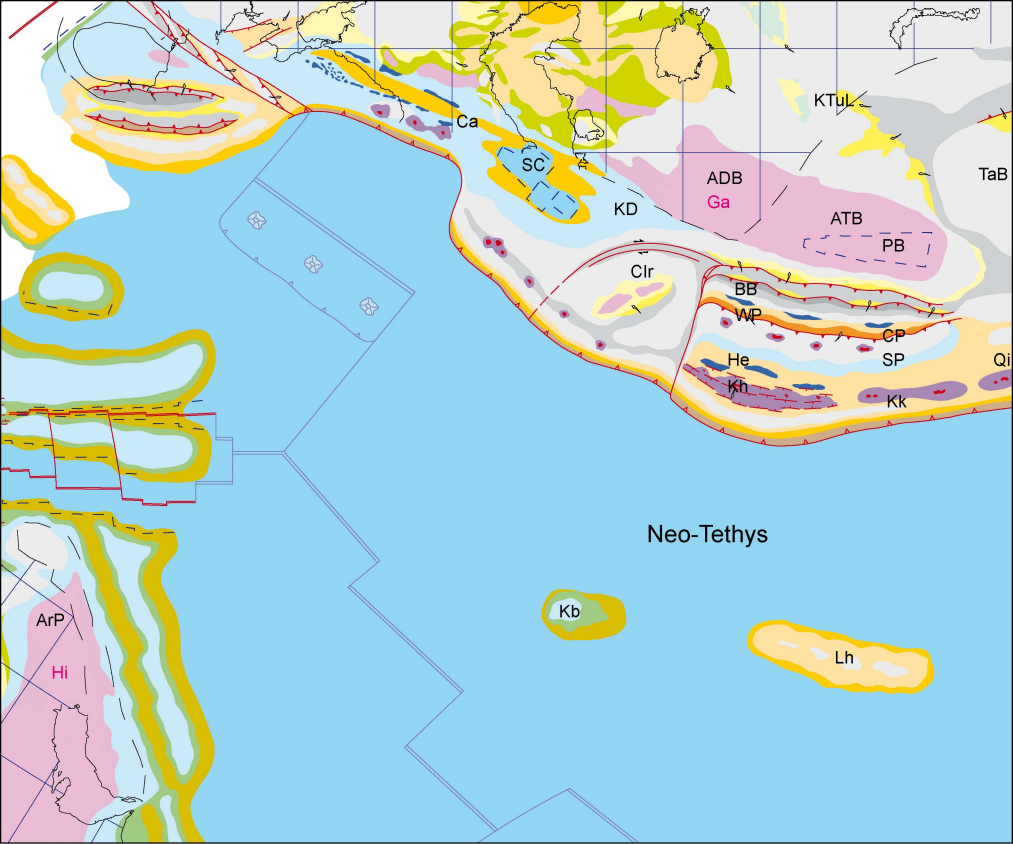 KTuL
Ca
SC
TaB
ADB
Ga
KD
ATB
PB
CIr
BB
WP
CP
SP
He
Qi
Kh
Kk
Neo-Tethys
Kb
ArP
Lh
Hi